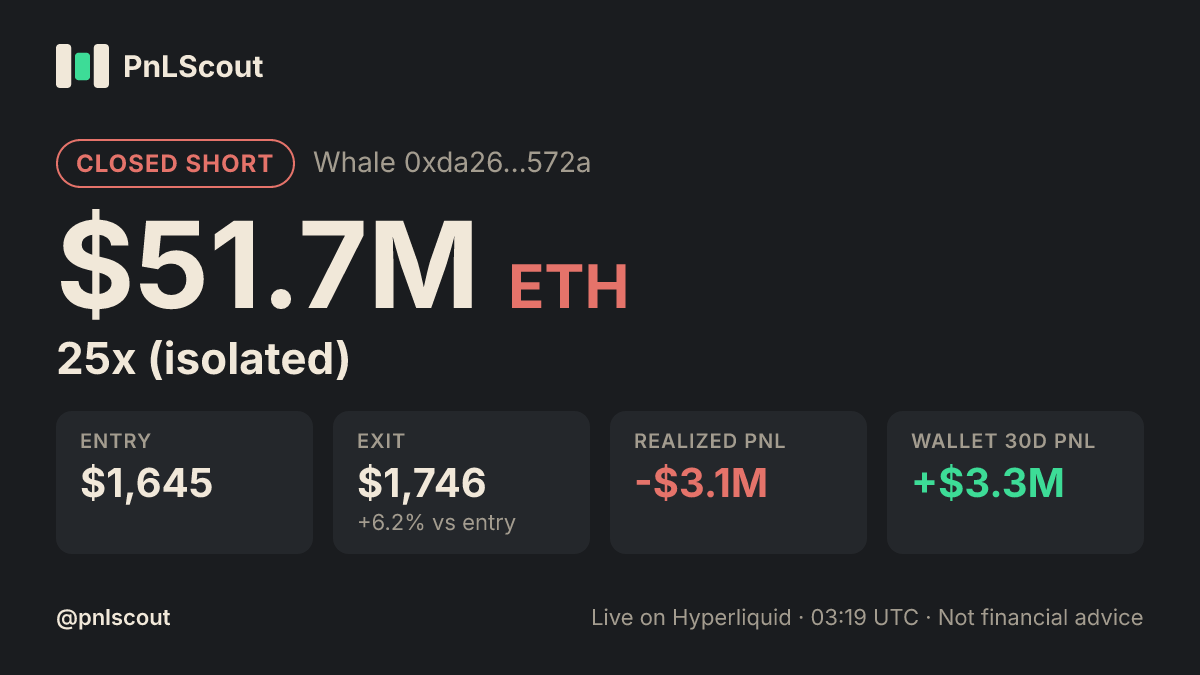 PnLScout
CLOSED SHORT Whale 0xda26...572a
$51.7M ETH
25x (isolated)
ENTRY
$1,645
EXIT
$1,746
+6.2% vs entry
REALIZED PNL
-$3.1M
WALLET 30D PNL
+$3.3M
@pnlscout
Live on Hyperliquid · 03:19 UTC · Not financial advice